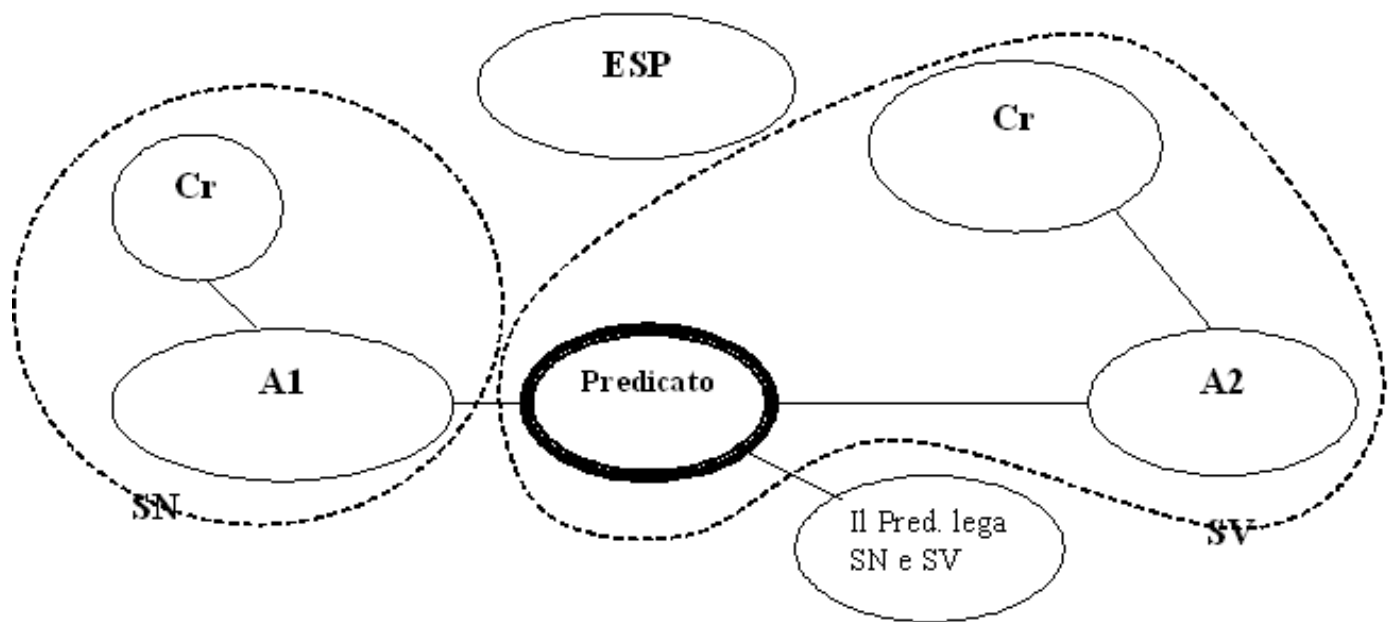 ESP
Cr
Cr
A1
Predicato
A2
SN
Il Pred. lega
SN e SV
SV